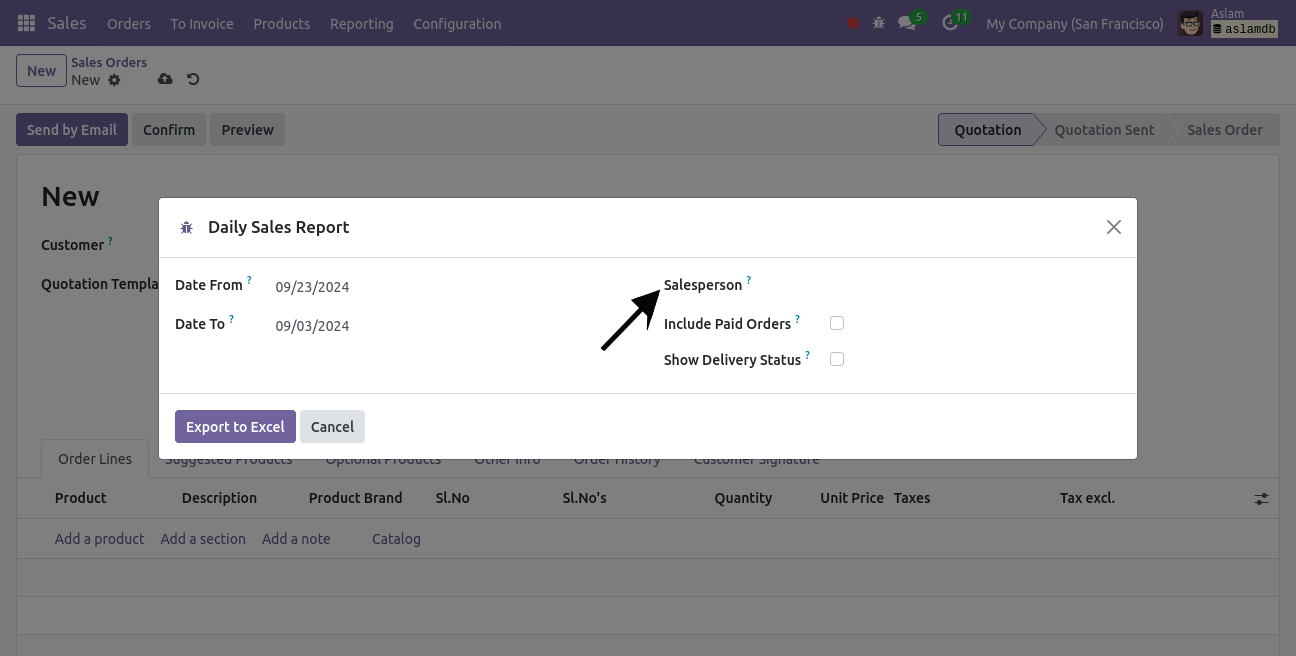 Sales Orders To Invoice Products Reporting Configuration 5 11 My Company (San Francisco) Aslam
aslamdb
New Sales Orders
New
Send by Email Confirm Preview Quotation Quotation Sent Sales Order
New
Customer ?
Quotation Templa
Daily Sales Report
Date From ? 09/23/2024 Salesperson ?
Date To ? 09/03/2024 Include Paid Orders ?
Show Delivery Status ?
Export to Excel Cancel
Order Lines Suggested Products Optional Products Other Info Order History Customer Signature
Product Description Product Brand Sl.No Sl.No's Quantity Unit Price Taxes Tax excl.
Add a product Add a section Add a note Catalog